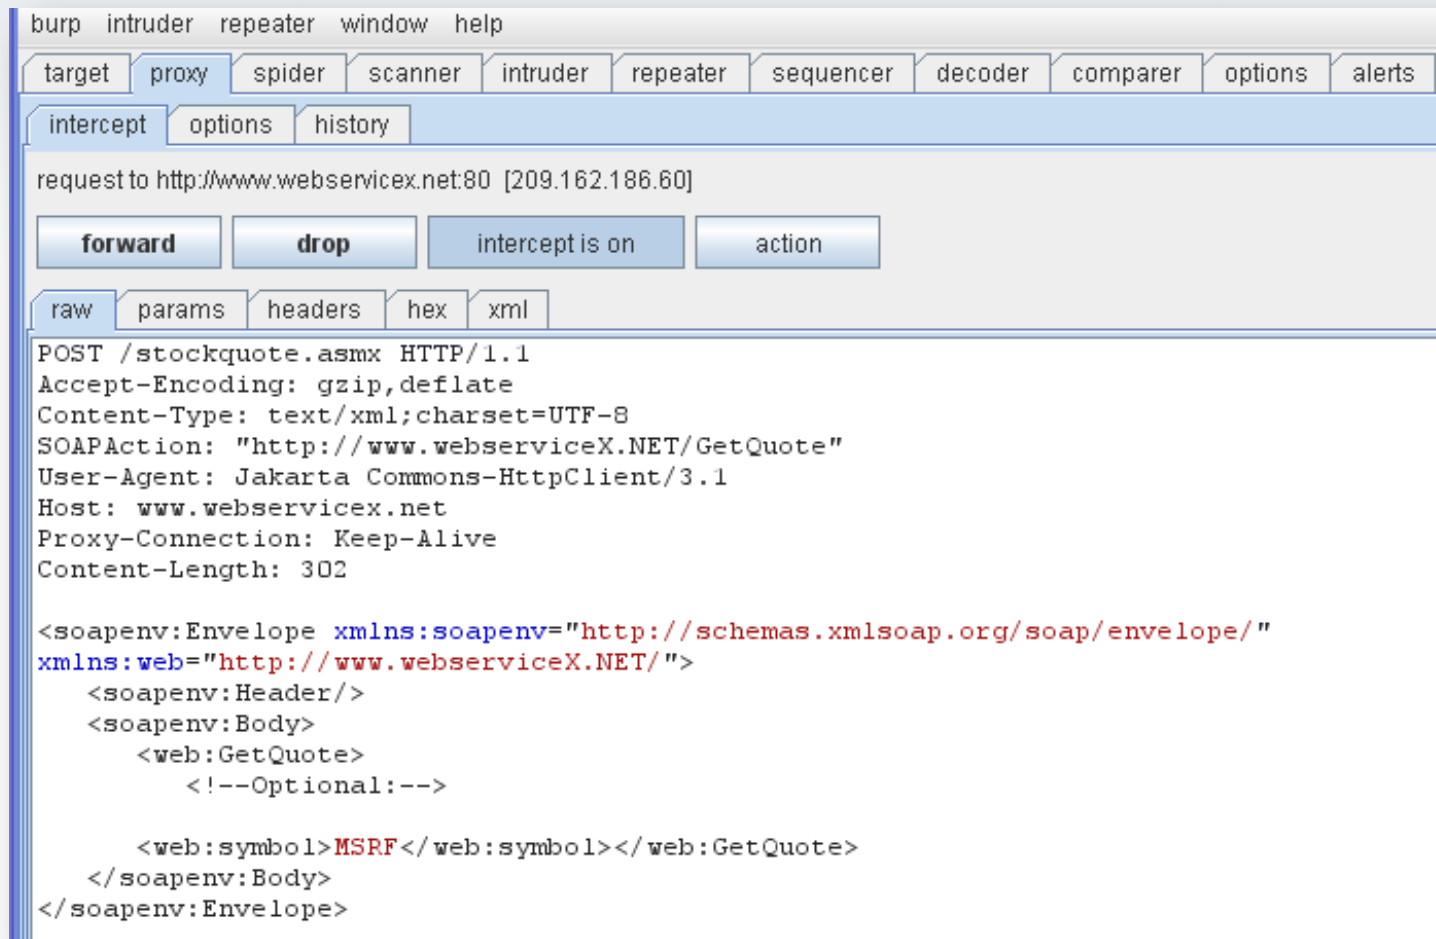 burp intruder repeater window help
target proxy spider scanner intruder repeater sequencer decoder comparer options alerts
intercept options history
request to http://www.webservicex.net:80 [209.162.186.60]
forward drop intercept is on action
raw params headers hex xml
POST /stockquote.asmx HTTP/1.1
Accept-Encoding: gzip,deflate
Content-Type: text/xml;charset=UTF-8
SOAPAction: "http://www.webserviceX.NET/GetQuote"
User-Agent: Jakarta Commons-HttpClient/3.1
Host: www.webservicex.net
Proxy-Connection: Keep-Alive
Content-Length: 302
<soapenv:Envelope xmlns:soapenv="http://schemas.xmlsoap.org/soap/envelope/"
xmlns:web="http://www.webserviceX.NET/">
<soapenv:Header/>
<soapenv:Body>
<web:GetQuote>
<!--Optional:-->
<web:symbol>MSRF</web:symbol></web:GetQuote>
</soapenv:Body>
</soapenv:Envelope>